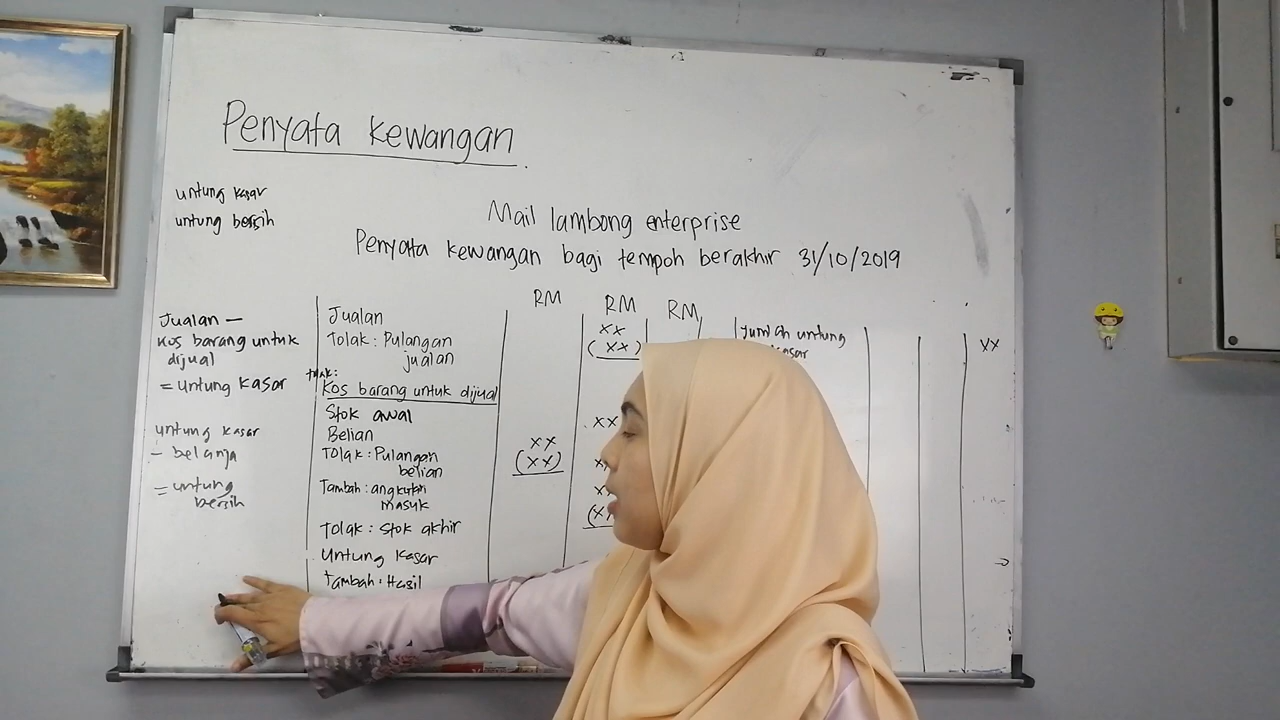 Penyata Kewangan
untung kasar
untung bersih
Mail lambong enterprise
Penyata kewangan bagi tempoh berakhir 31/10/2019
RM RM RM
Jualan –
Kos barang untuk
dijual
= untung kasar
untung kasar
– belanja
= untung
bersih
Jualan
Tolak: Pulangan
jualan
tolak:
Kos barang untuk dijual
Stok awal
Belian
Tolak: Pulangan
belian
Tambah: angkutan
masuk
Tolak: Stok akhir
Untung Kasar
Tambah: Hasil
xx
(xx)
xx
(xx)
xx
Jumlah untung
kasar
xx